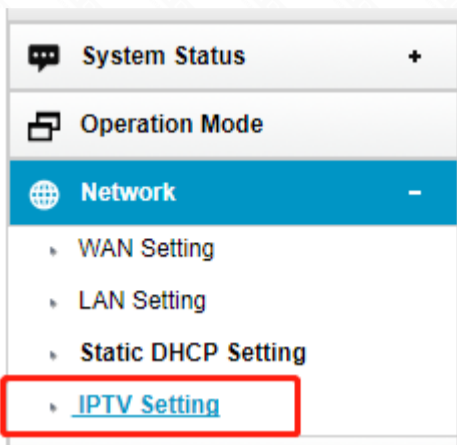 System Status
Operation Mode
Network
WAN Setting
LAN Setting
Static DHCP Setting
IPTV Setting